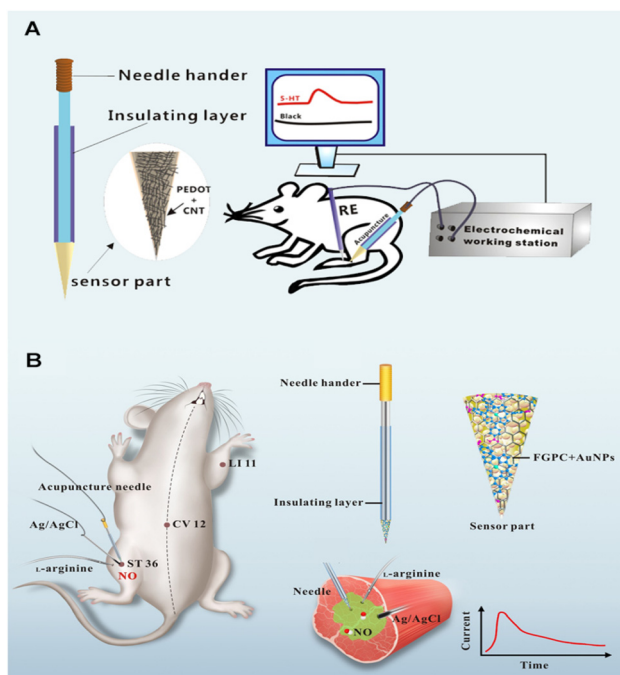 A
Needle hander
Insulating layer
PEDOT
+
CNT
sensor part
5-HT
Black
RE
Acupuncture
Electrochemical
working station
B
Acupuncture needle
Ag/AgCl
L-arginine
ST 36
NO
CV 12
LI 11
Needle hander
Insulating layer
FGPC+AuNPs
Sensor part
L-arginine
Needle
Ag/AgCl
NO
Current
Time